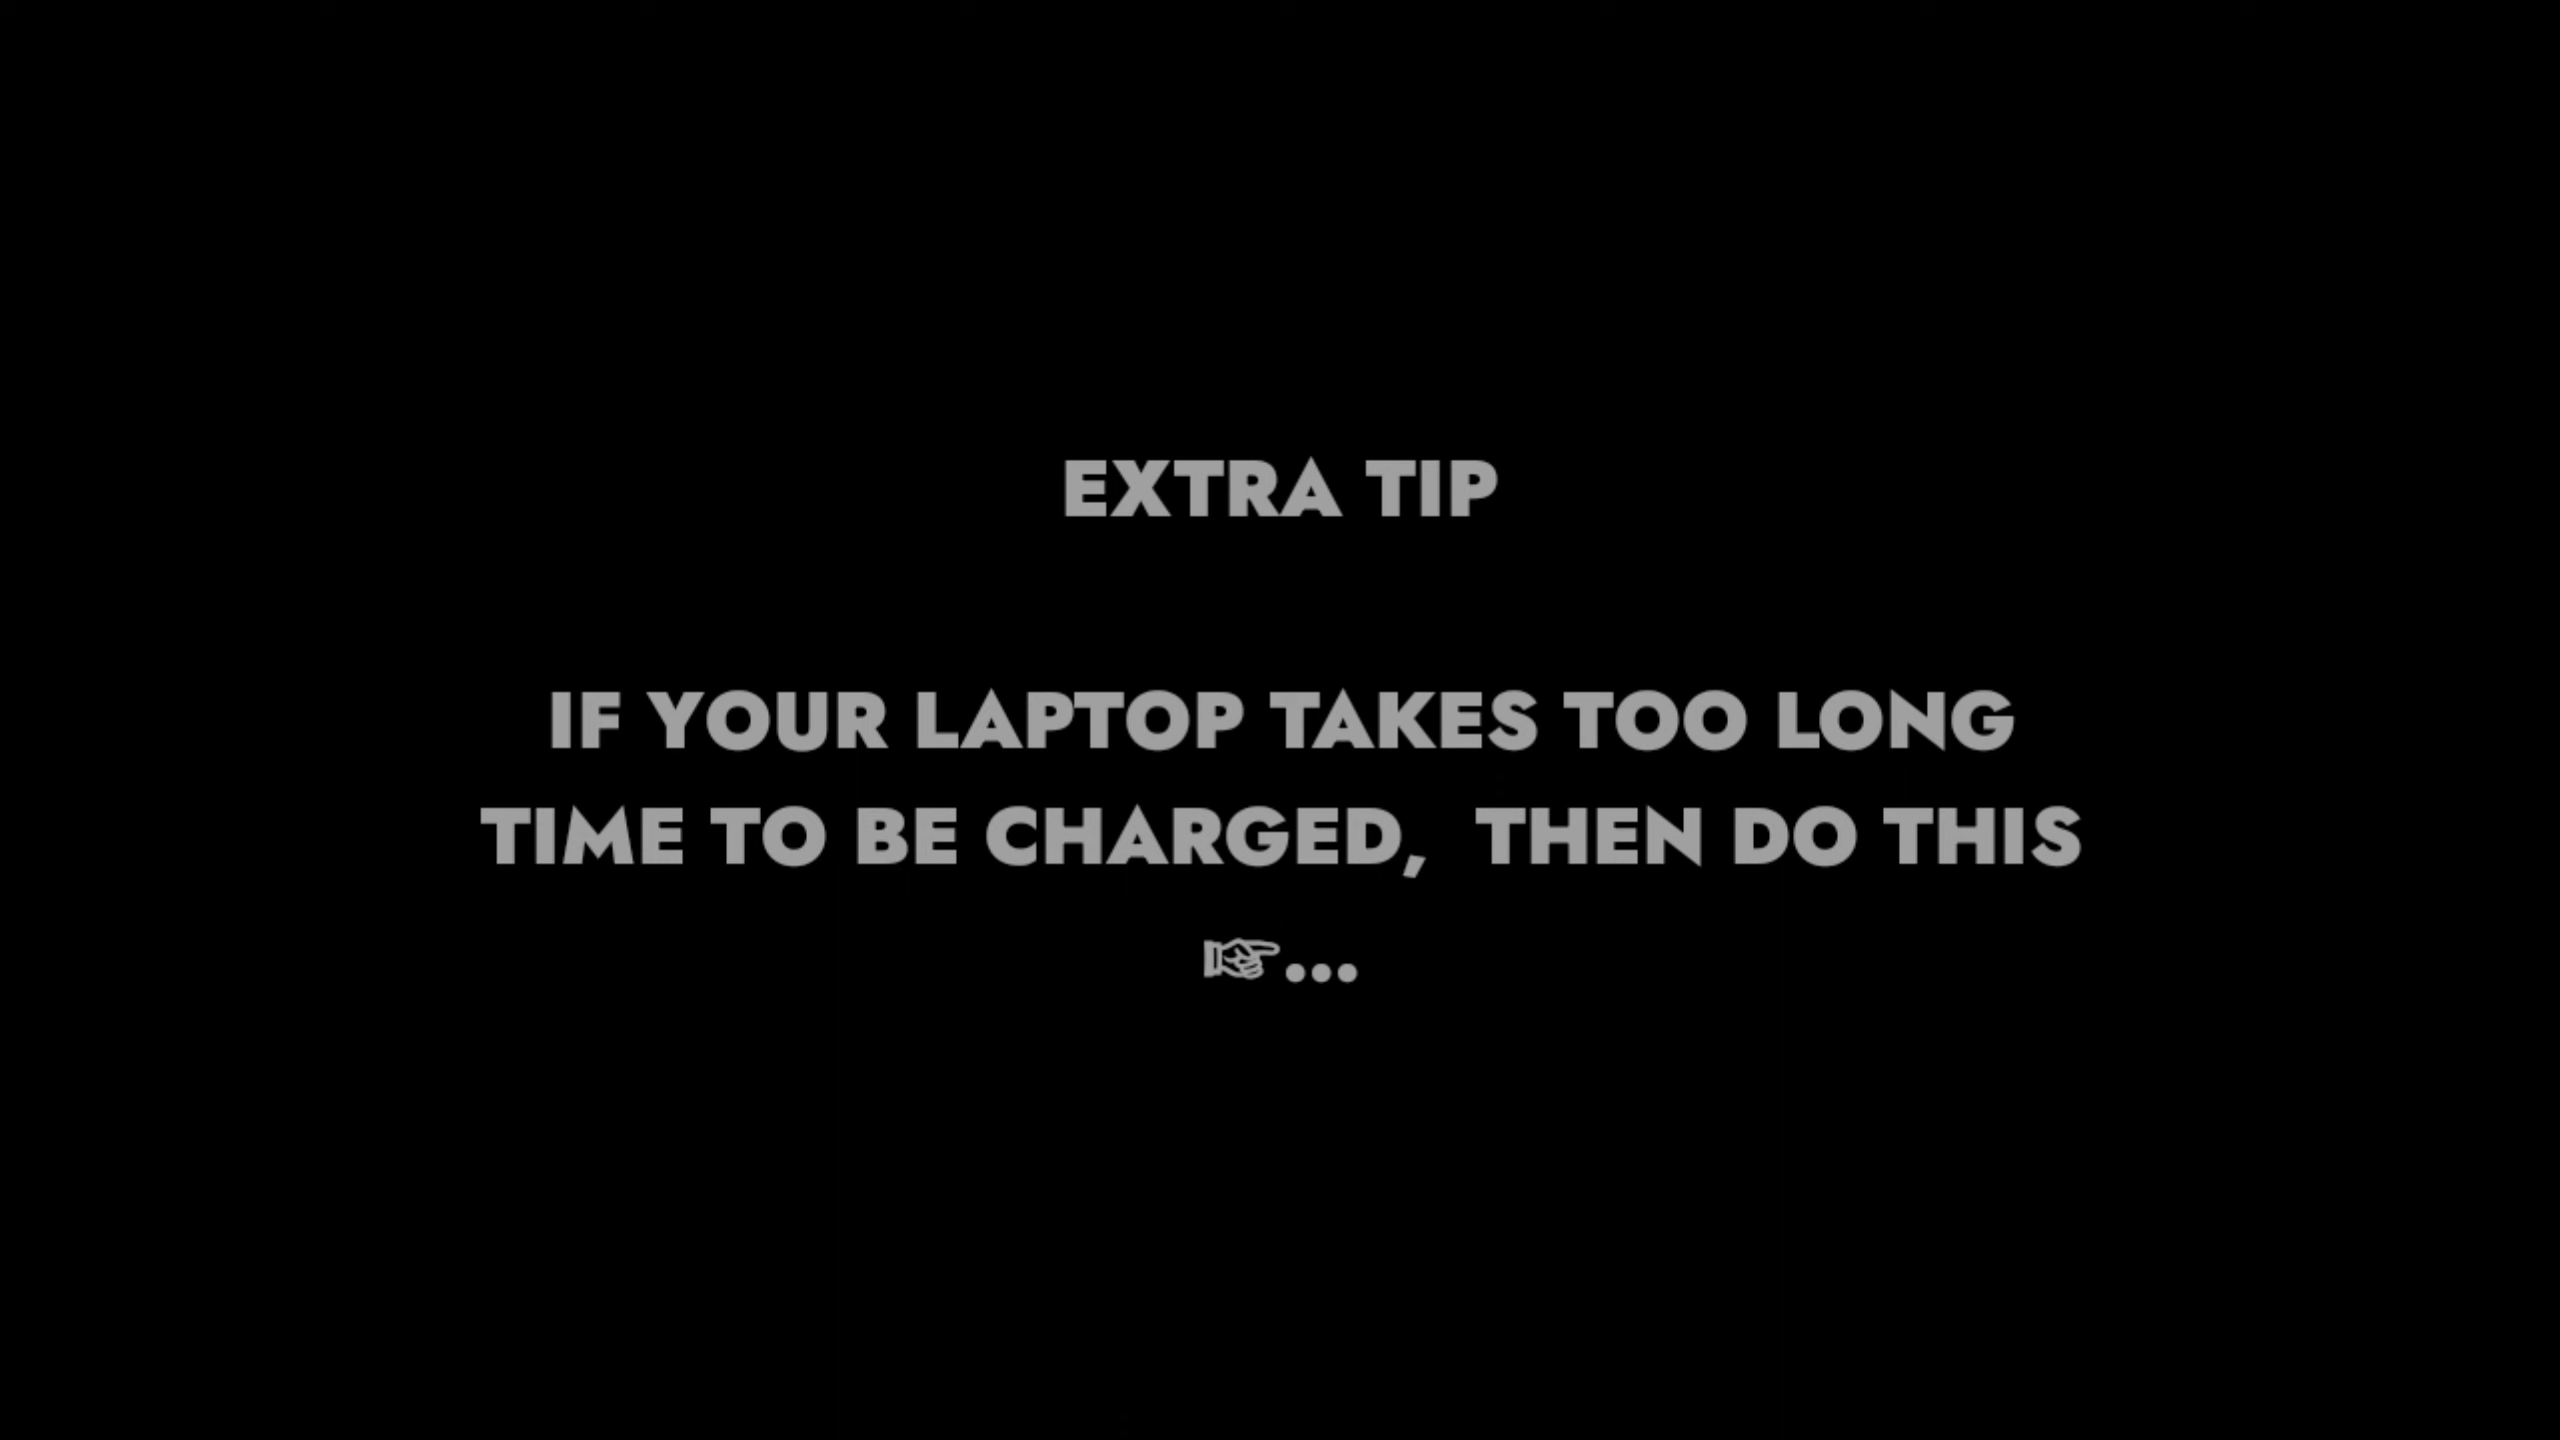 EXTRA TIP
IF YOUR LAPTOP TAKES TOO LONG
TIME TO BE CHARGED,  THEN DO THIS
☞...